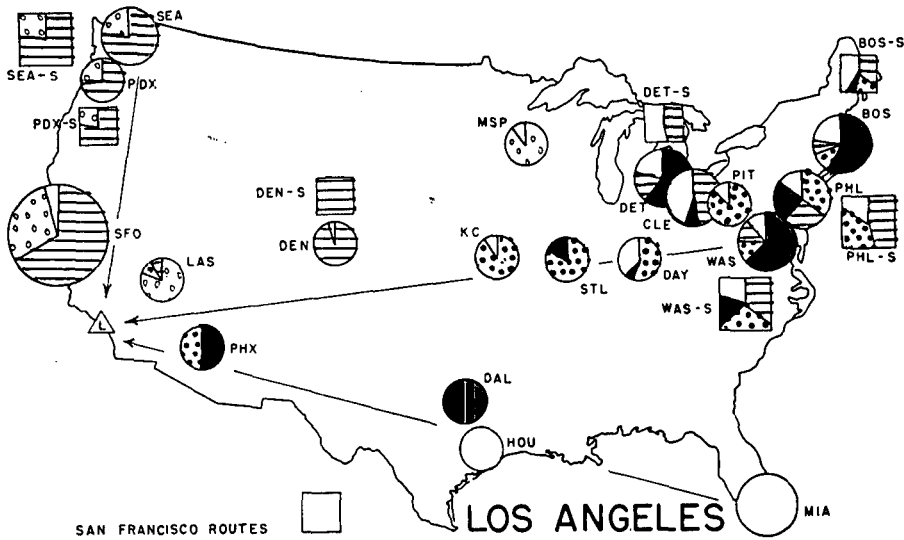 SEA
SEA-S
PDX
PDX-S
SFO
LAS
L
PHX
DEN-S
DEN
MSP
KC
STL
DAY
DAL
HOU
DET-S
DET
CLE
PIT
BOS-S
BOS
PHL
PHL-S
WAS
WAS-S
MIA
SAN FRANCISCO ROUTES
LOS ANGELES